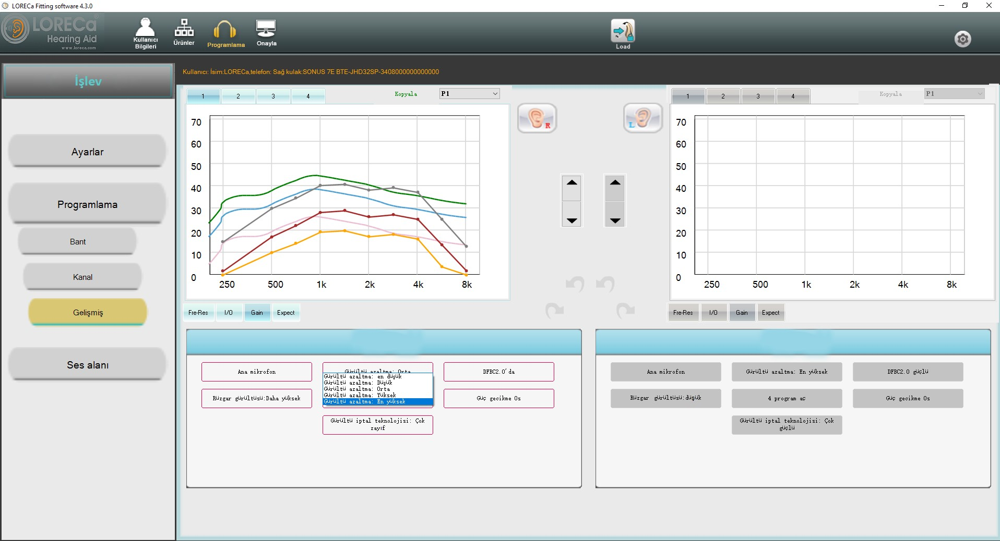 LORECa Fitting software 4.3.0
LORECa
Hearing Aid
www.loreca.com
Kullanıcı
Bilgileri
Ürünler
Programlama
Onayla
Load
İşlev
Kullanıcı: İsim:LORECa,telefon: Sağ kulak:SONUS 7E BTE-JHD32SP-3408000000000000
Ayarlar
Programlama
Bant
Kanal
Gelişmiş
Ses alanı
1 2 3 4 Kopyala P1
70
60
50
40
30
20
10
0
250 500 1k 2k 4k 8k
R
L
Fre-Res I/O Gain Expect
1 2 3 4 Kopyala P1
70
60
50
40
30
20
10
0
250 500 1k 2k 4k 8k
Fre-Res I/O Gain Expect
Ana mikrofon
Gürültü azaltma: Orta
DFBC2.0'da
Gürültü azaltma: en düşük
Gürültü azaltma: Düşük
Gürültü azaltma: Orta
Gürültü azaltma: Yüksek
Gürültü azaltma: En yüksek
Rüzgar gürültüsü:Daha yüksek
Güç gecikme 0s
Gürültü iptal teknolojisi: Çok
zayıf
Ana mikrofon
Gürültü azaltma: En yüksek
DFBC2.0 güçlü
Rüzgar gürültüsü:düşük
4 program aç
Güç gecikme 0s
Gürültü iptal teknolojisi: Çok
güçlü